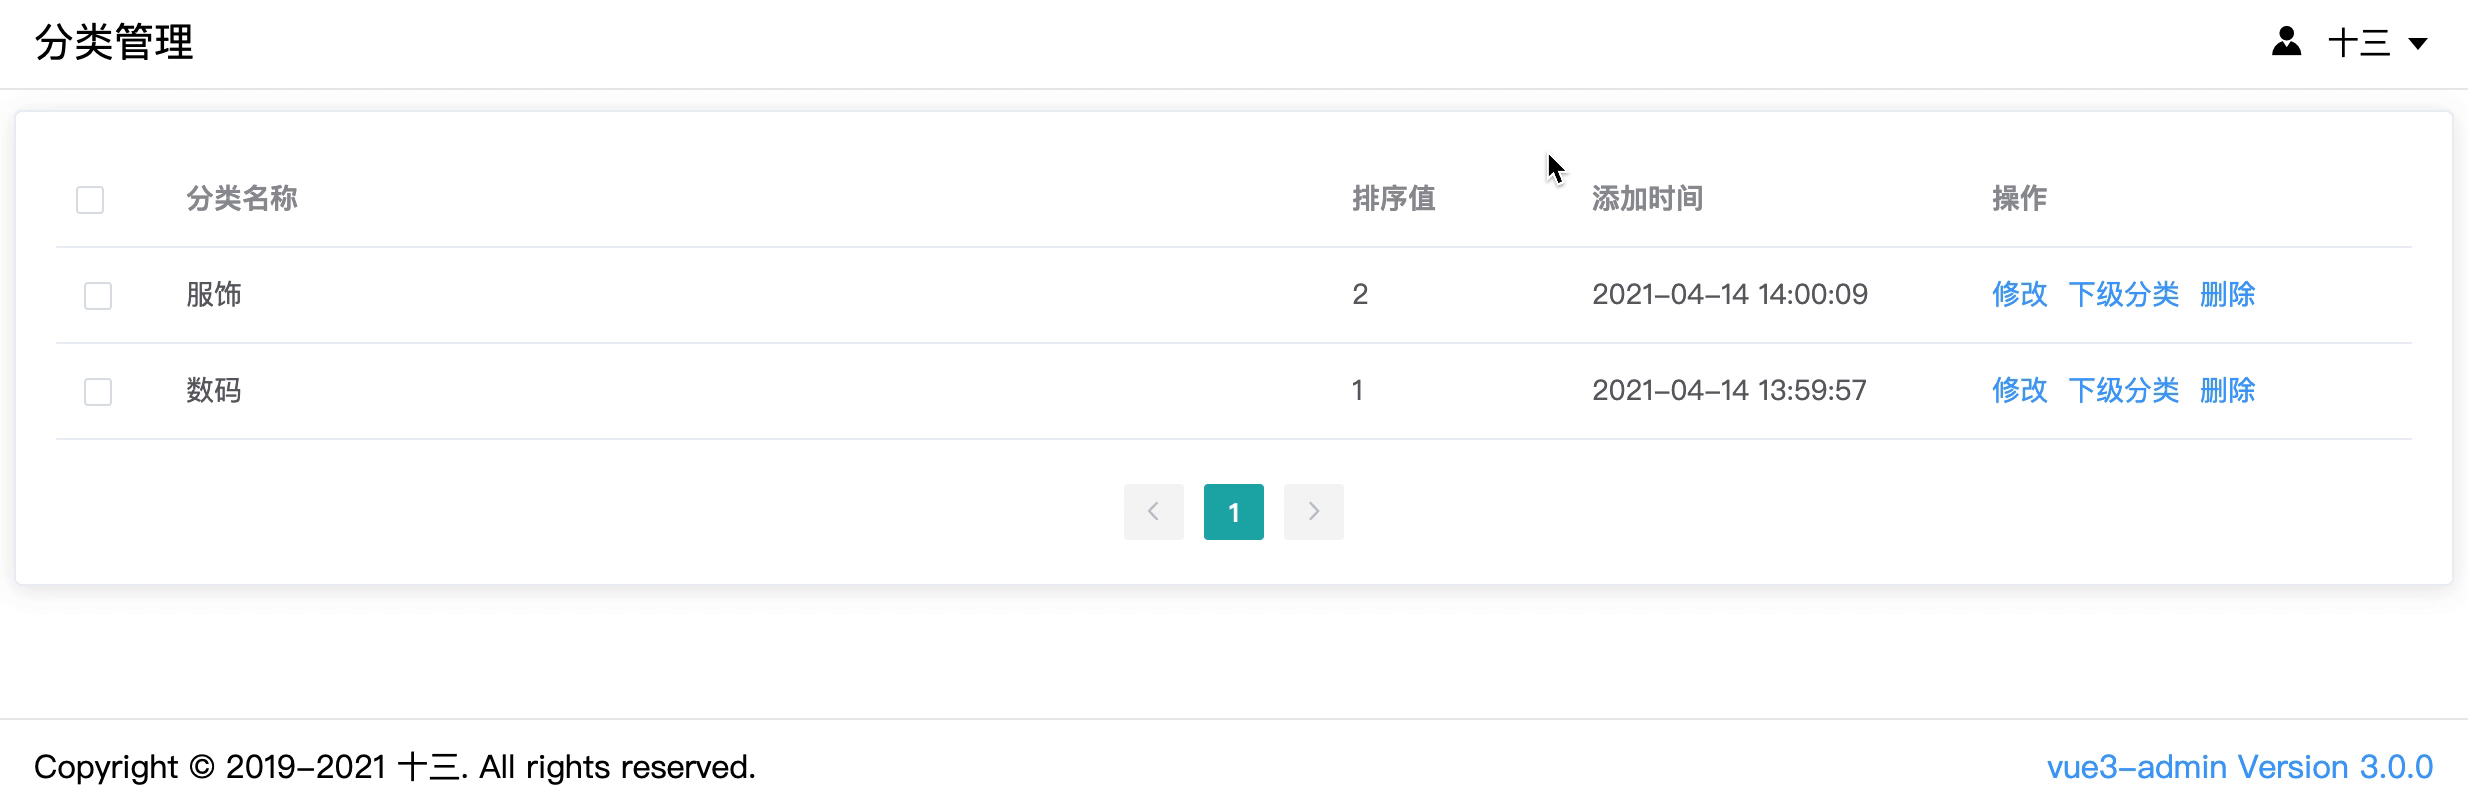 分类管理
十三
分类名称 排序值 添加时间 操作
服饰 2 2021-04-14 14:00:09 修改 下级分类 删除
数码 1 2021-04-14 13:59:57 修改 下级分类 删除
1
Copyright © 2019-2021 十三. All rights reserved.
vue3-admin Version 3.0.0